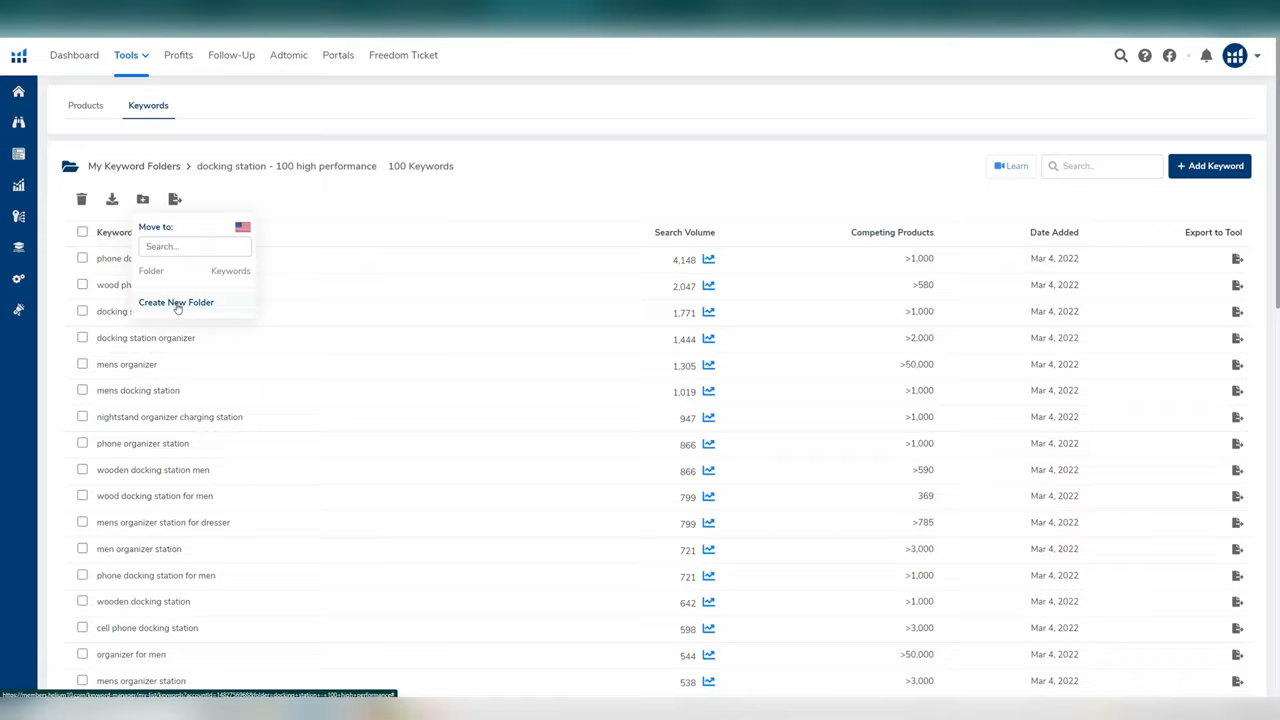 Dashboard Tools Profits Follow-Up Adtomic Portals Freedom Ticket
Products Keywords
My Keyword Folders > docking station - 100 high performance 100 Keywords Learn Search.. + Add Keyword
Move to:
Search...
Folder Keywords
Create New Folder
Keywor Search Volume Competing Products Date Added Export to Tool
phone do 4,148 >1,000 Mar 4, 2022
wood ph 2,047 >580 Mar 4, 2022
docking s 1,771 >1,000 Mar 4, 2022
docking station organizer 1,444 >2,000 Mar 4, 2022
mens organizer 1,305 >50,000 Mar 4, 2022
mens docking station 1,019 >1,000 Mar 4, 2022
nightstand organizer charging station 947 >1,000 Mar 4, 2022
phone organizer station 866 >1,000 Mar 4, 2022
wooden docking station men 866 >590 Mar 4, 2022
wood docking station for men 799 369 Mar 4, 2022
mens organizer station for dresser 799 >785 Mar 4, 2022
men organizer station 721 >3,000 Mar 4, 2022
phone docking station for men 721 >1,000 Mar 4, 2022
wooden docking station 642 >1,000 Mar 4, 2022
cell phone docking station 598 >3,000 Mar 4, 2022
organizer for men 544 >50,000 Mar 4, 2022
mens organizer station 538 >3,000 Mar 4, 2022